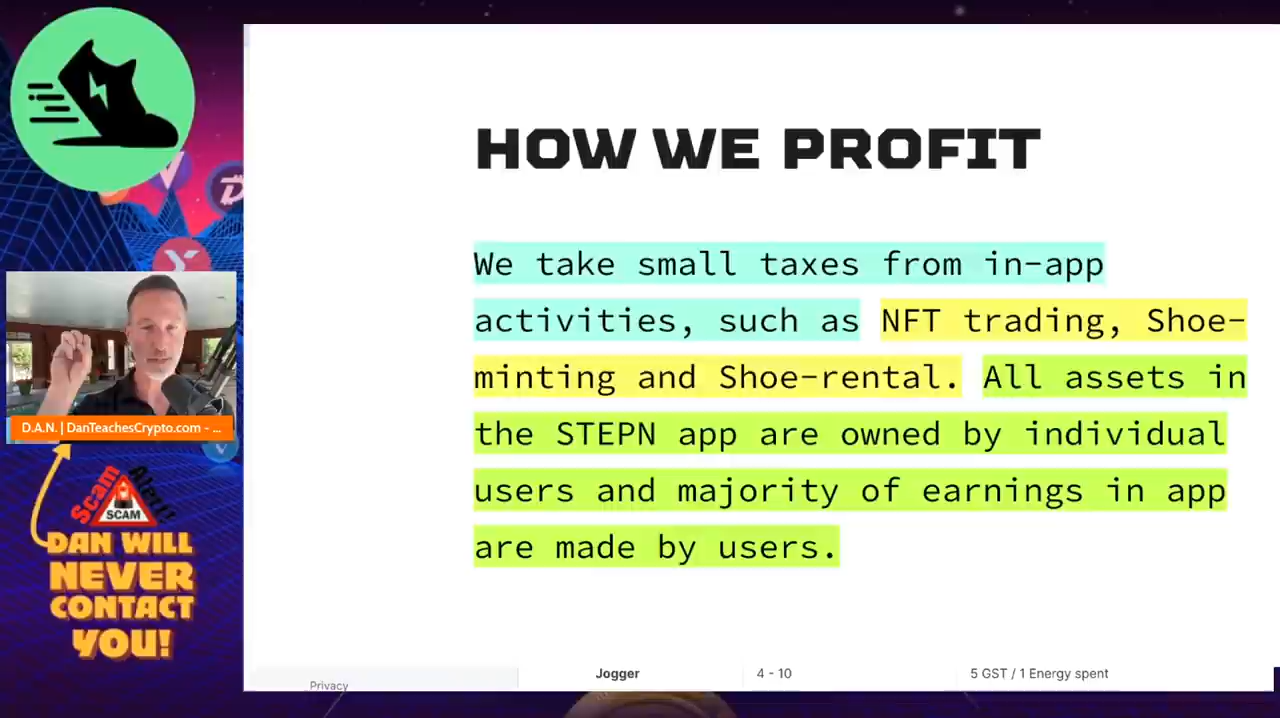 HOW WE PROFIT
We take small taxes from in-app
activities, such as NFT trading, Shoe-
minting and Shoe-rental. All assets in
the STEPN app are owned by individual
users and majority of earnings in app
are made by users.
D.A.N. | DanTeachesCrypto.com - ...
Scam Alert!
SCAM
DAN WILL
NEVER
CONTACT
YOU!
Privacy
Jogger 4 - 10 5 GST / 1 Energy spent